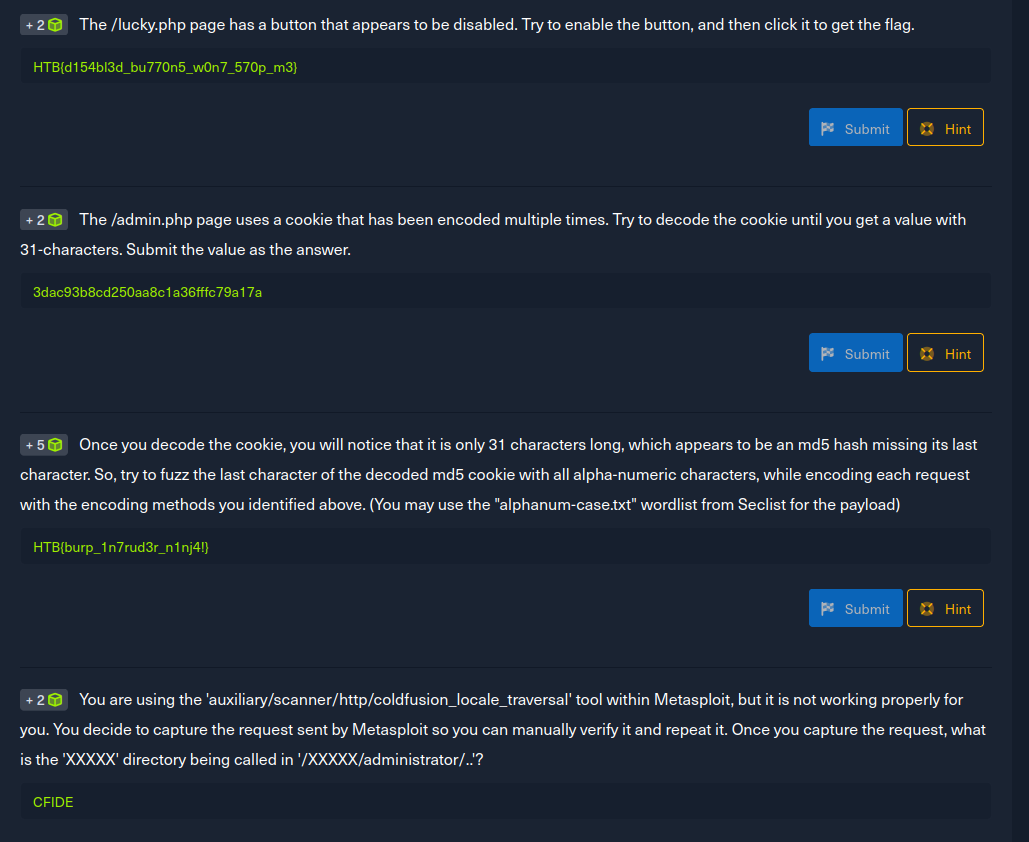 + 2 The /lucky.php page has a button that appears to be disabled. Try to enable the button, and then click it to get the flag.
HTB{d154bl3d_bu770n5_w0n7_570p_m3}
Submit Hint
+ 2 The /admin.php page uses a cookie that has been encoded multiple times. Try to decode the cookie until you get a value with
31-characters. Submit the value as the answer.
3dac93b8cd250aa8c1a36fffc79a17a
Submit Hint
+ 5 Once you decode the cookie, you will notice that it is only 31 characters long, which appears to be an md5 hash missing its last
character. So, try to fuzz the last character of the decoded md5 cookie with all alpha-numeric characters, while encoding each request
with the encoding methods you identified above. (You may use the "alphanum-case.txt" wordlist from Seclist for the payload)
HTB{burp_1n7rud3r_n1nj4!}
Submit Hint
+ 2 You are using the 'auxiliary/scanner/http/coldfusion_locale_traversal' tool within Metasploit, but it is not working properly for
you. You decide to capture the request sent by Metasploit so you can manually verify it and repeat it. Once you capture the request, what
is the 'XXXXX' directory being called in '/XXXXX/administrator/..'?
CFIDE